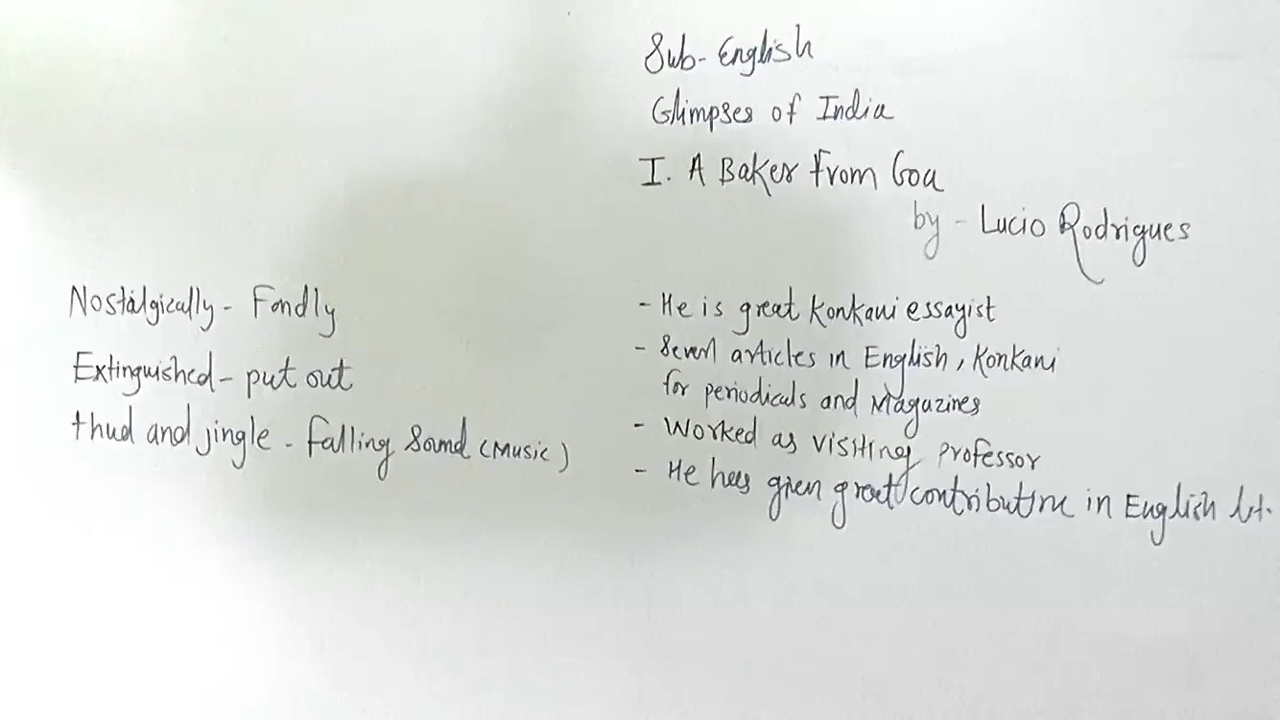 Sub- English
Glimpses of India
I. A Baker From Goa
by - Lucio Rodrigues
Nostalgically - Fondly
Extinguished - put out
thud and jingle - falling Sound (Music)
- He is great Konkani essayist
- articles in English, Konkani
for periodicals and Magazines
- Worked as visiting professor
- He has given great contribution in English lit.